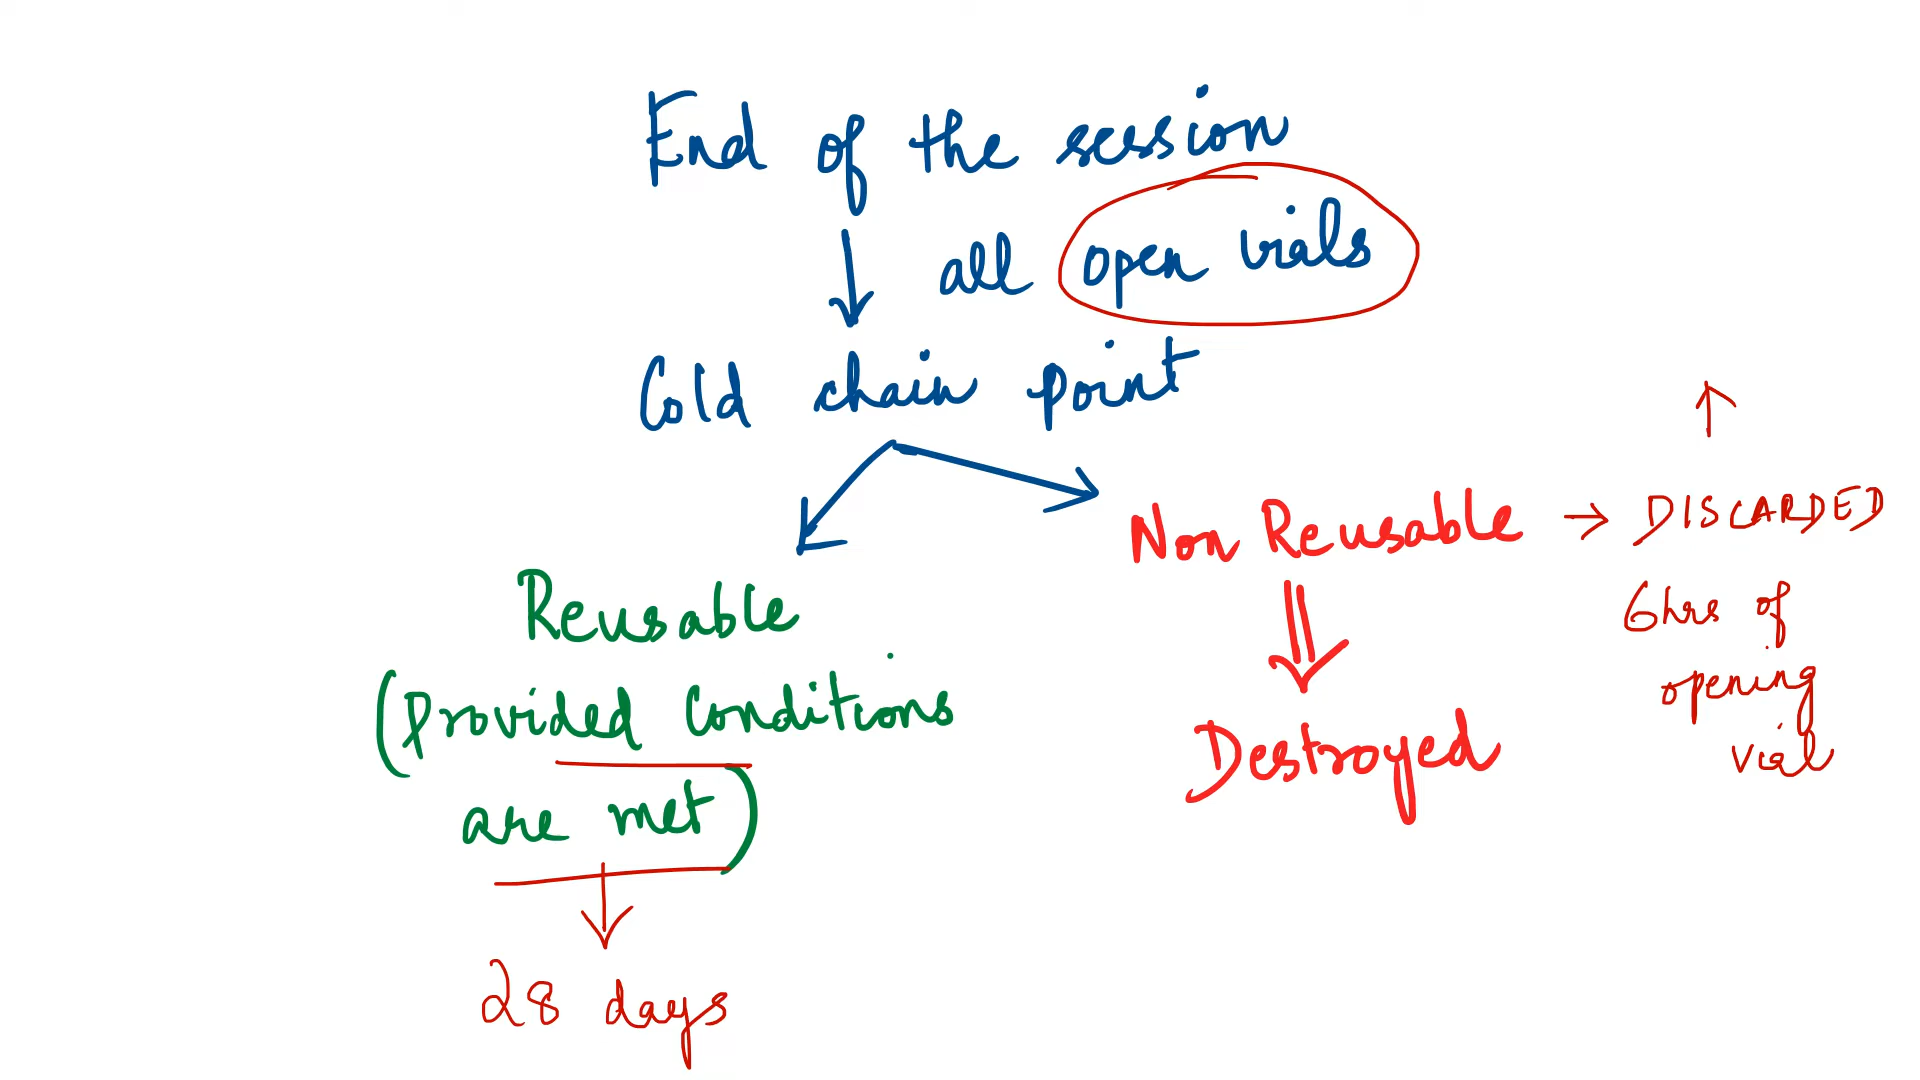 End of the session
all open vials
Cold chain point
Non Reusable → DISCARDED
6hrs of
opening
vial
Reusable
(provided conditions
are met)
Destroyed
28 days